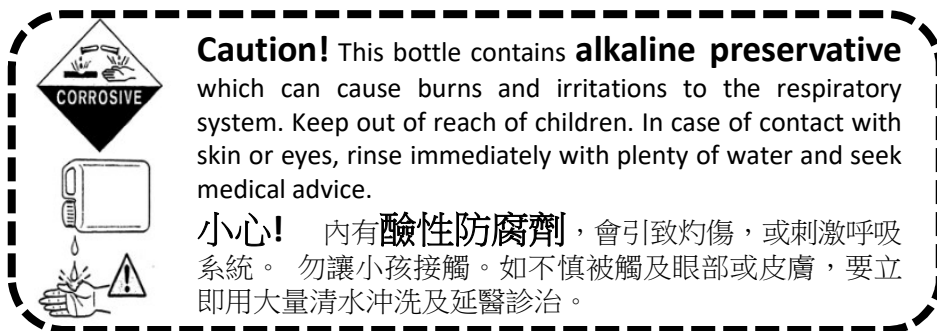 CORROSIVE
Caution! This bottle contains alkaline preservative
which can cause burns and irritations to the respiratory
system. Keep out of reach of children. In case of contact with
skin or eyes, rinse immediately with plenty of water and seek
medical advice.
小心! 內有鹼性防腐劑，會引致灼傷，或刺激呼吸
系統。 勿讓小孩接觸。如不慎被觸及眼部或皮膚，要立
即用大量清水沖洗及延醫診治。